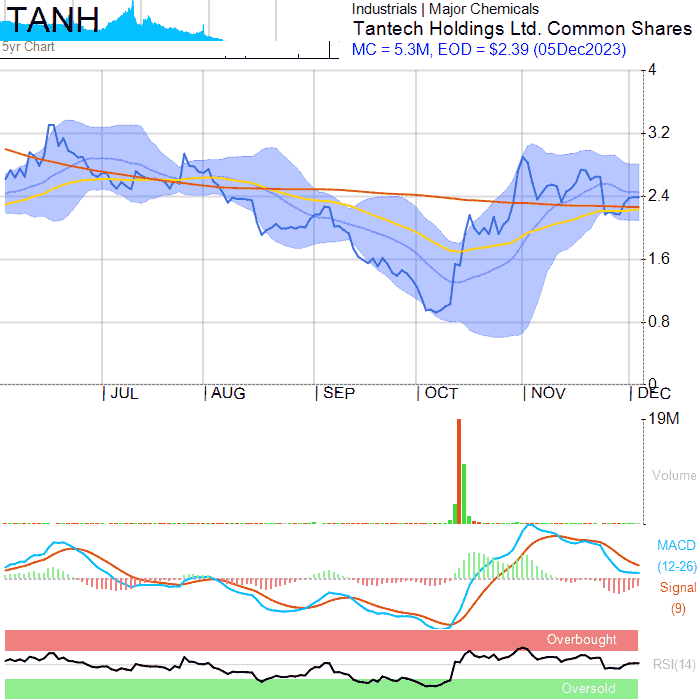 TANH
5yr Chart
Industrials | Major Chemicals
Tantech Holdings Ltd. Common Shares
MC = 5.3M, EOD = $2.39 (05Dec2023)
4
3.2
2.4
1.6
0.8
0
JUL AUG SEP OCT NOV DEC
19M
Volume
MACD
(12-26)
Signal
(9)
Overbought
RSI(14)
Oversold